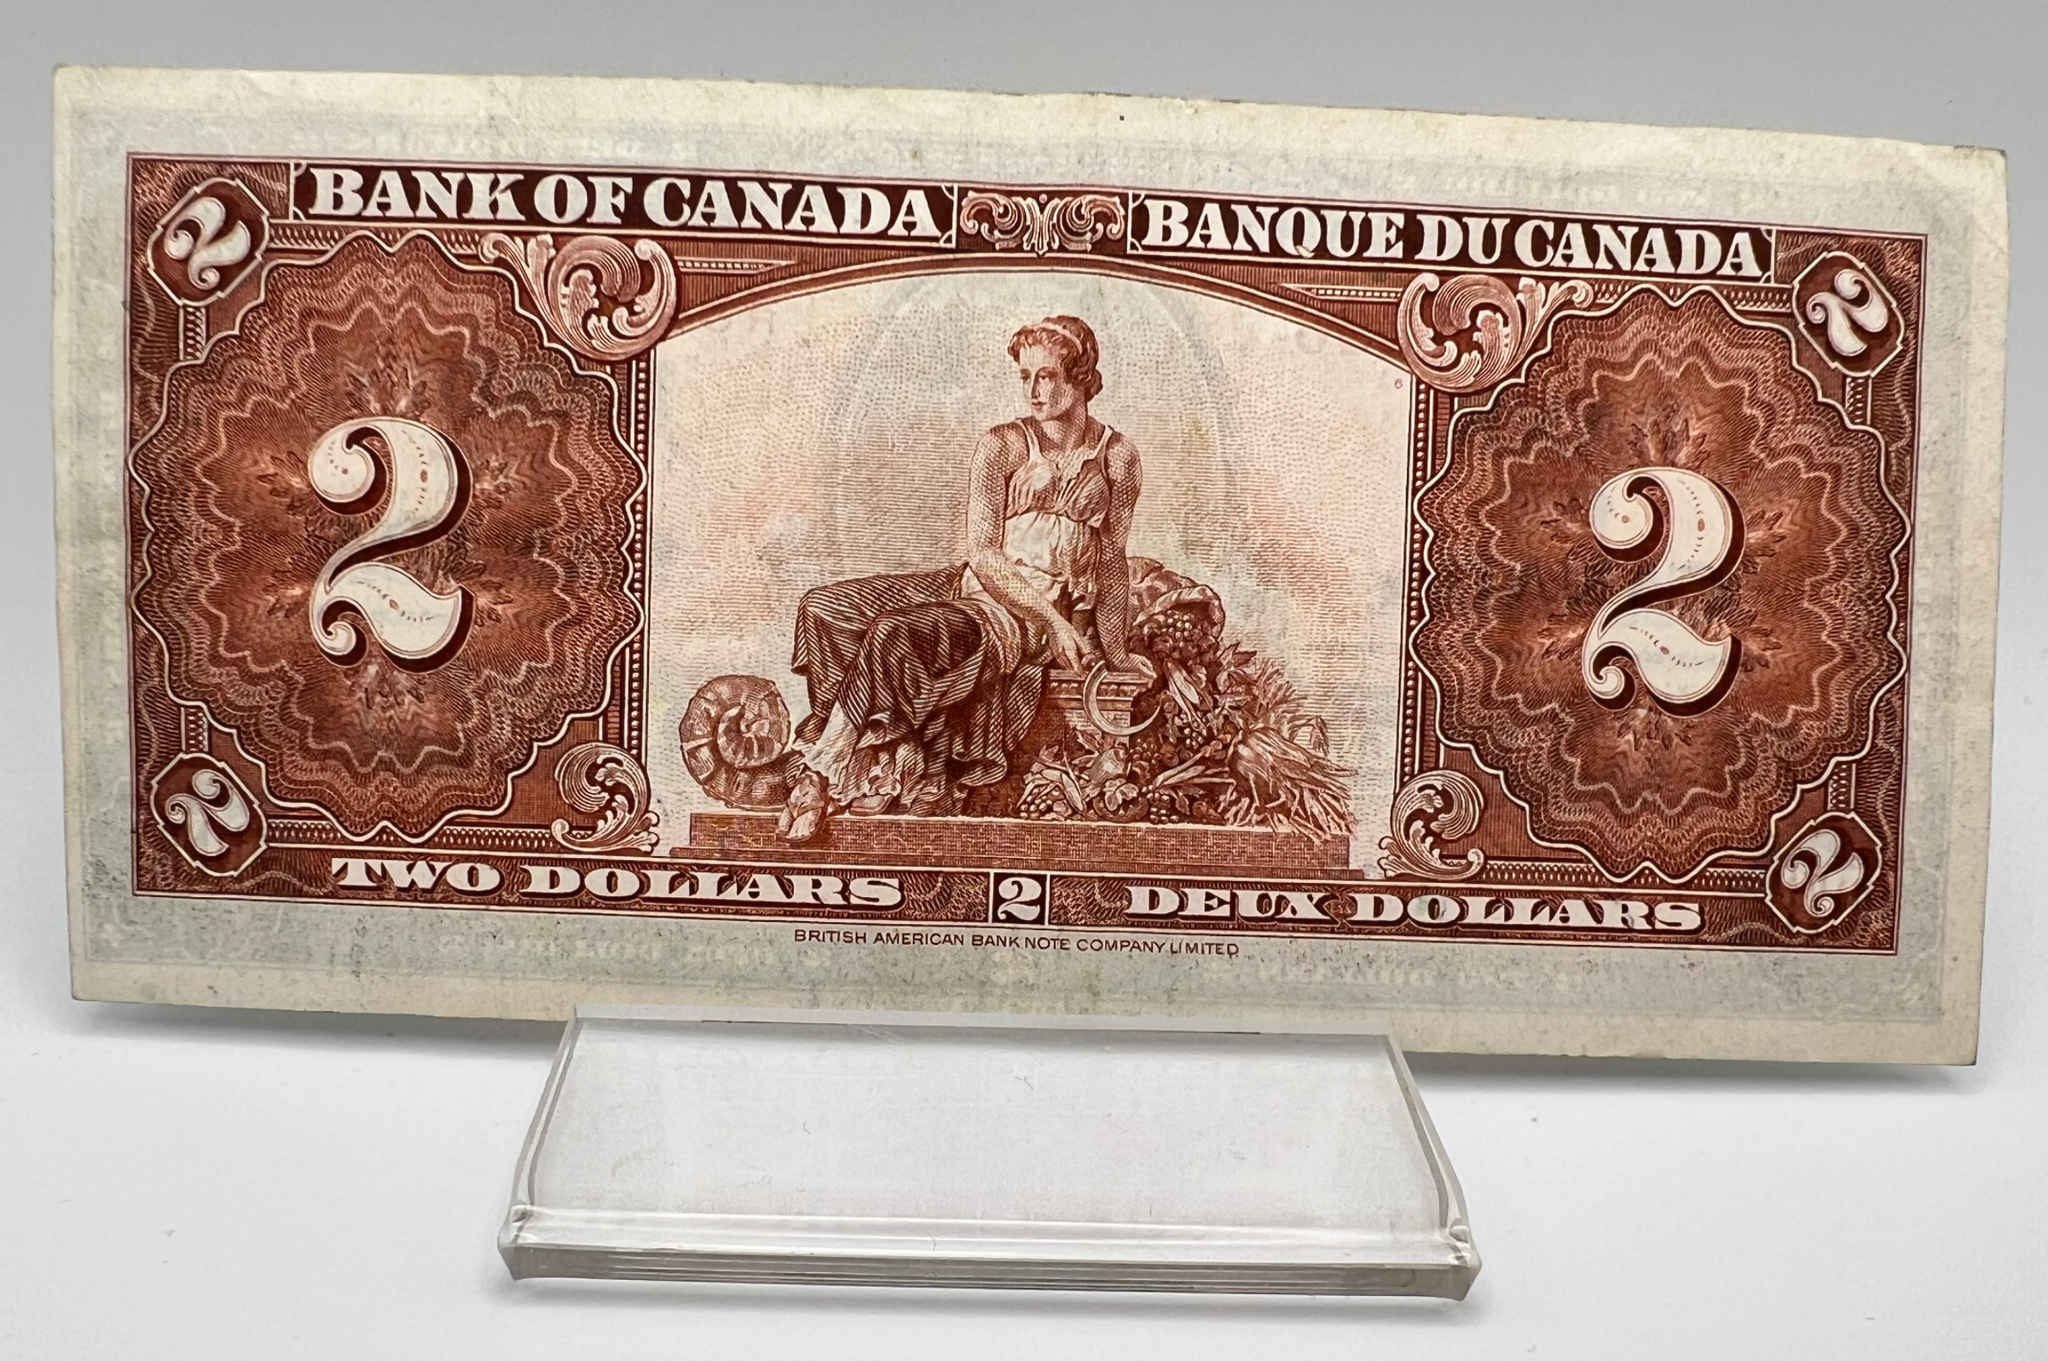 2 BANK OF CANADA BANQUE DU CANADA 2
2 2
2 TWO DOLLARS 2 DEUX DOLLARS 2
BRITISH AMERICAN BANK NOTE COMPANY LIMITED